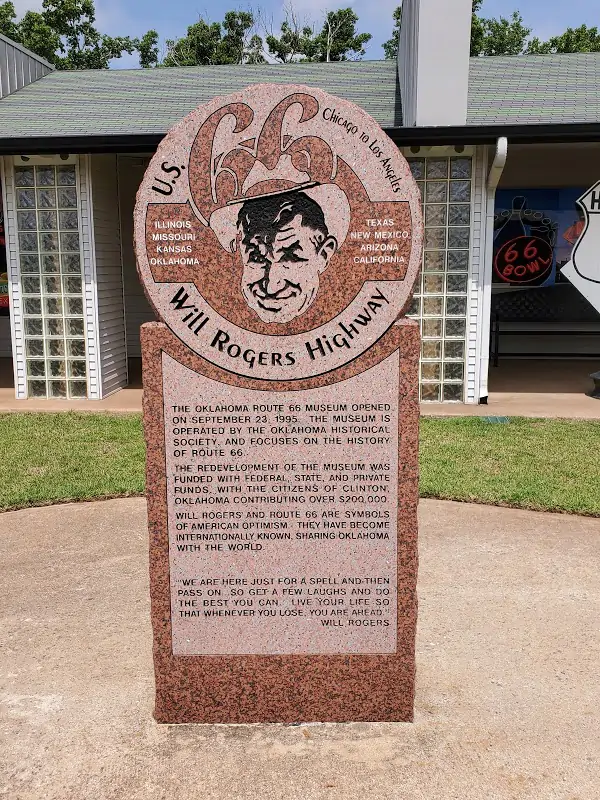 U.S.
66
Chicago to Los Angeles
ILLINOIS
MISSOURI
KANSAS
OKLAHOMA
TEXAS
NEW MEXICO
ARIZONA
CALIFORNIA
Will Rogers Highway
THE OKLAHOMA ROUTE 66 MUSEUM OPENED
ON SEPTEMBER 23, 1995. THE MUSEUM IS
OPERATED BY THE OKLAHOMA HISTORICAL
SOCIETY, AND FOCUSES ON THE HISTORY
OF ROUTE 66.
THE REDEVELOPMENT OF THE MUSEUM WAS
FUNDED WITH FEDERAL, STATE, AND PRIVATE
FUNDS, WITH THE CITIZENS OF CLINTON,
OKLAHOMA CONTRIBUTING OVER $200,000.
WILL ROGERS AND ROUTE 66 ARE SYMBOLS
OF AMERICAN OPTIMISM. THEY HAVE BECOME
INTERNATIONALLY KNOWN, SHARING OKLAHOMA
WITH THE WORLD.
"WE ARE HERE JUST FOR A SPELL AND THEN
PASS ON. SO GET A FEW LAUGHS AND DO
THE BEST YOU CAN. LIVE YOUR LIFE SO
THAT WHENEVER YOU LOSE, YOU ARE AHEAD."
WILL ROGERS
66
BOWL